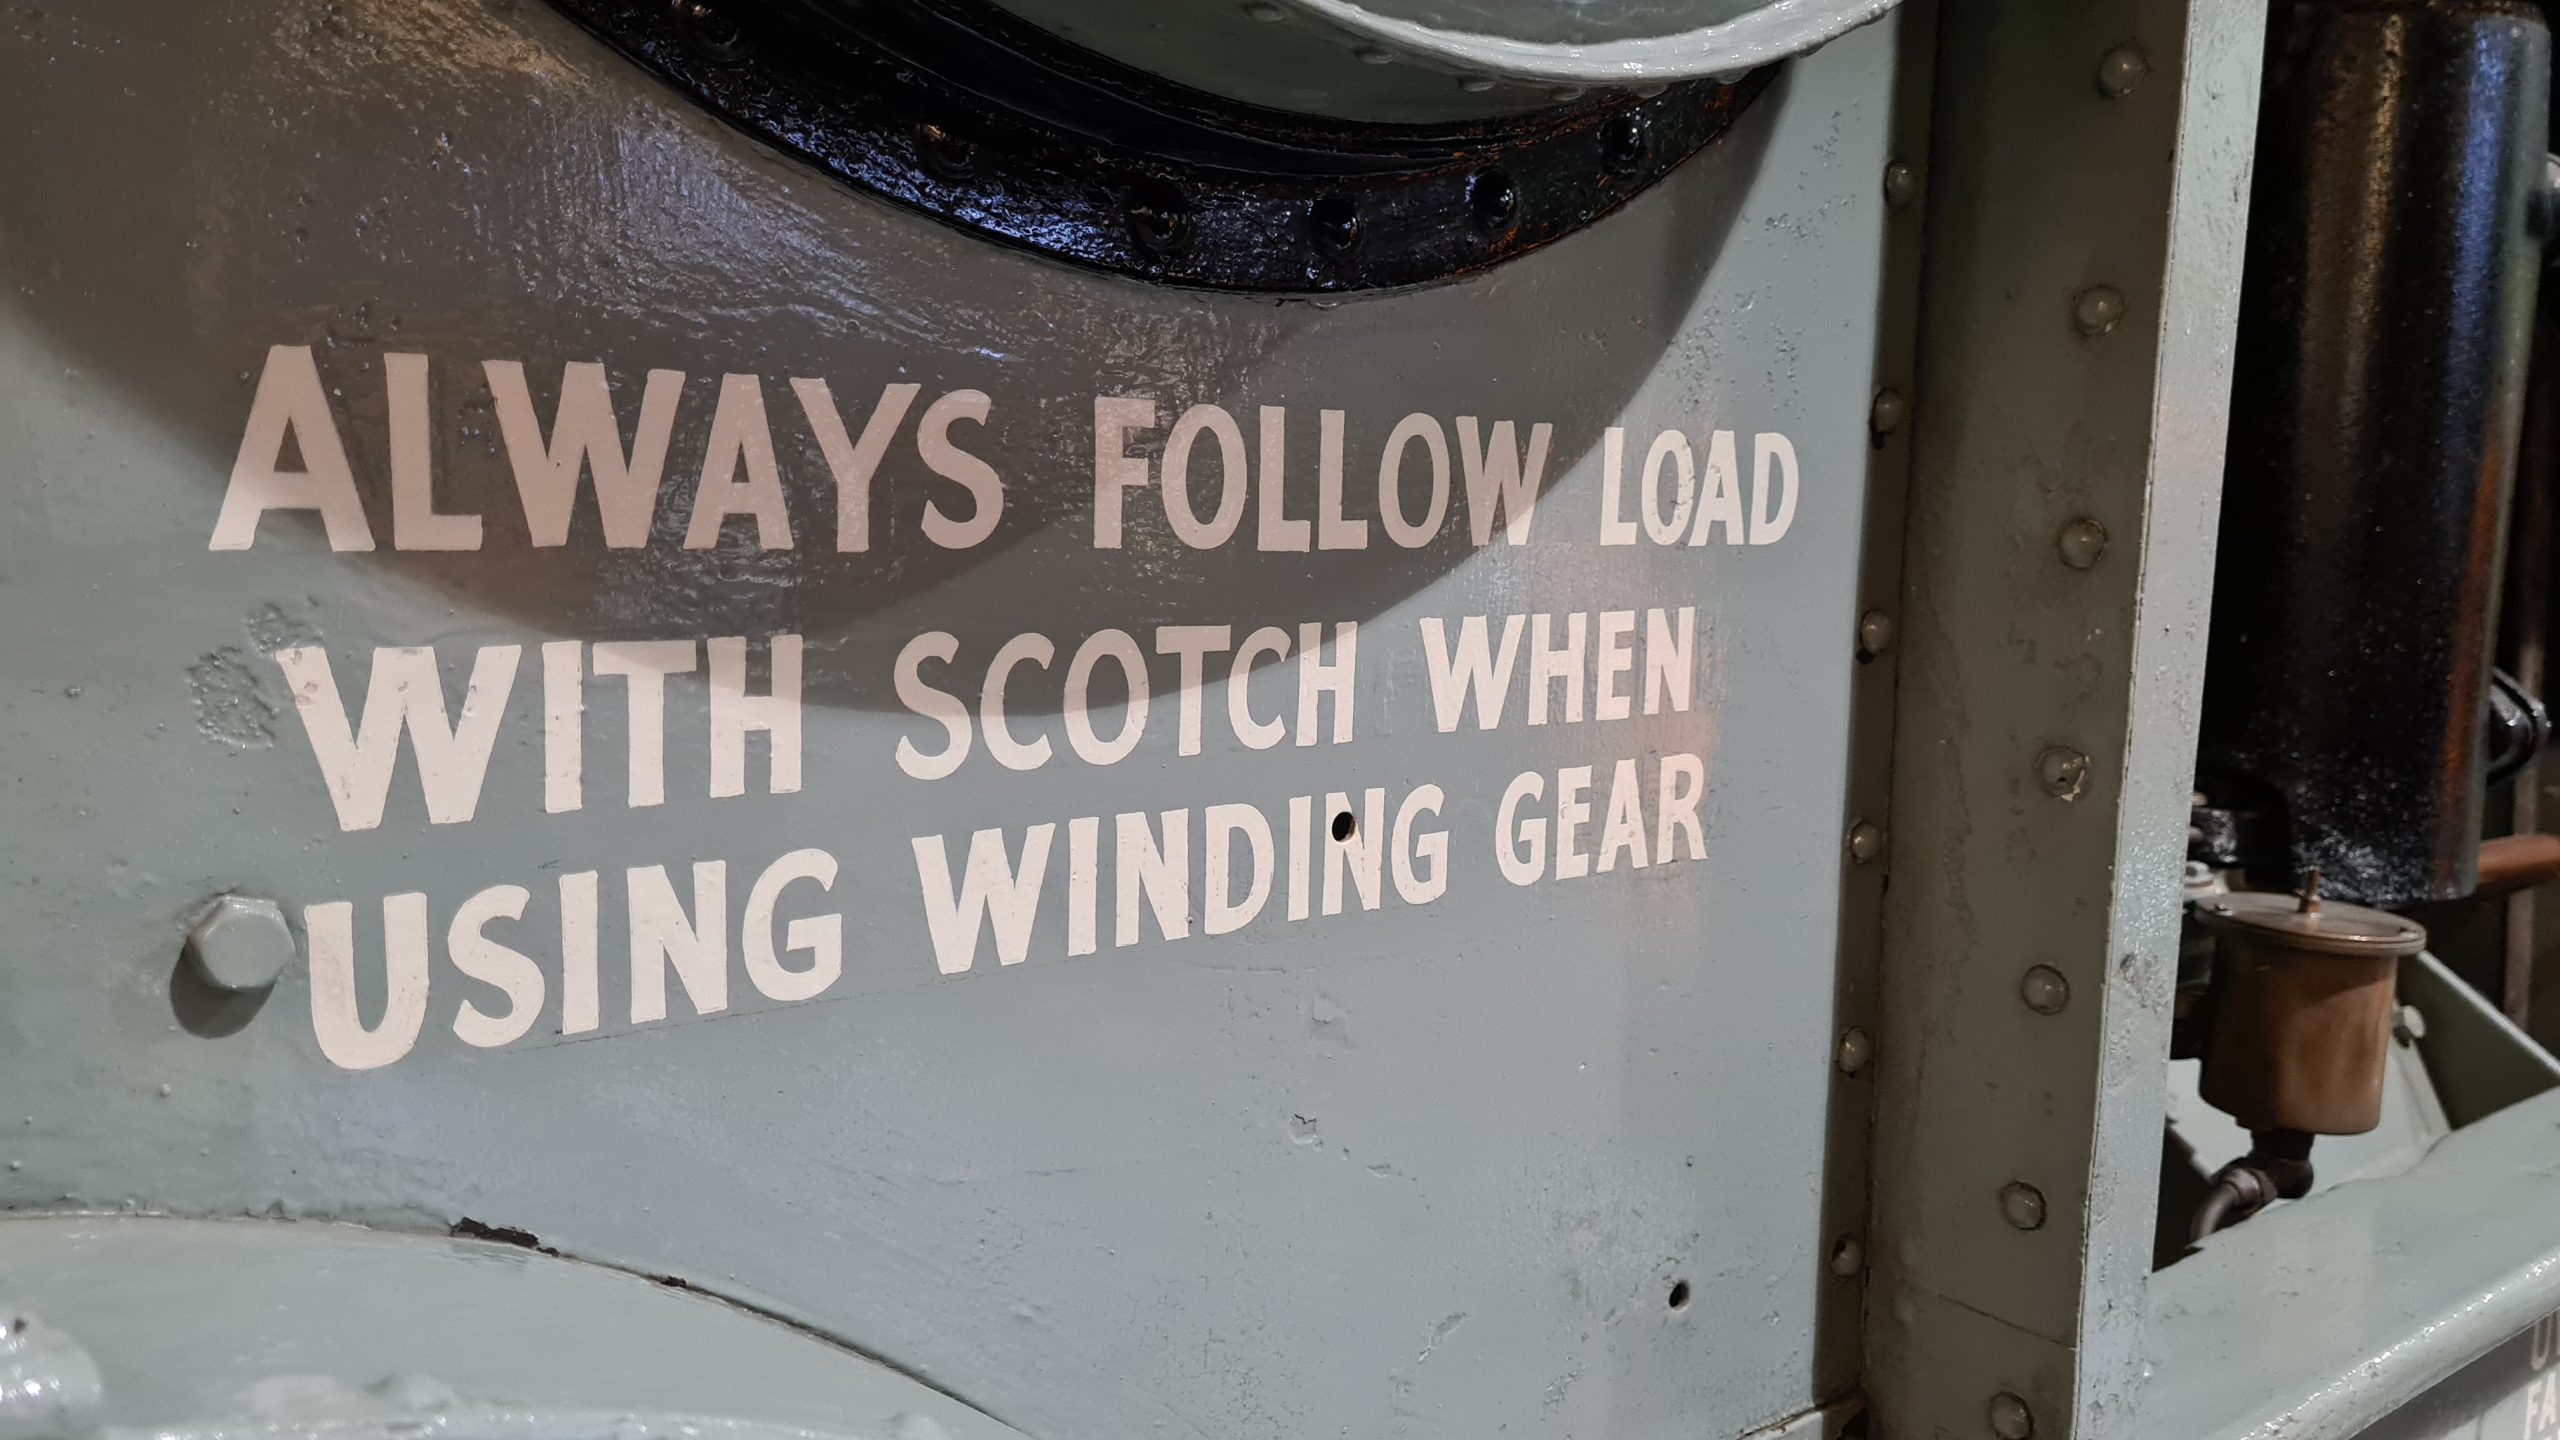 ALWAYS FOLLOW LOAD
WITH SCOTCH WHEN
USING WINDING GEAR